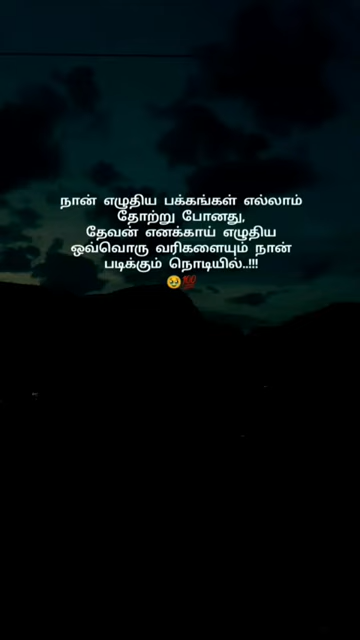 நான் எழுதிய பக்கங்கள் எல்லாம்
தோற்று போனது,
தேவன் எனக்காய் எழுதிய
ஒவ்வொரு வரிகளையும் நான்
படிக்கும் நொடியில்..!!!
🥹💯